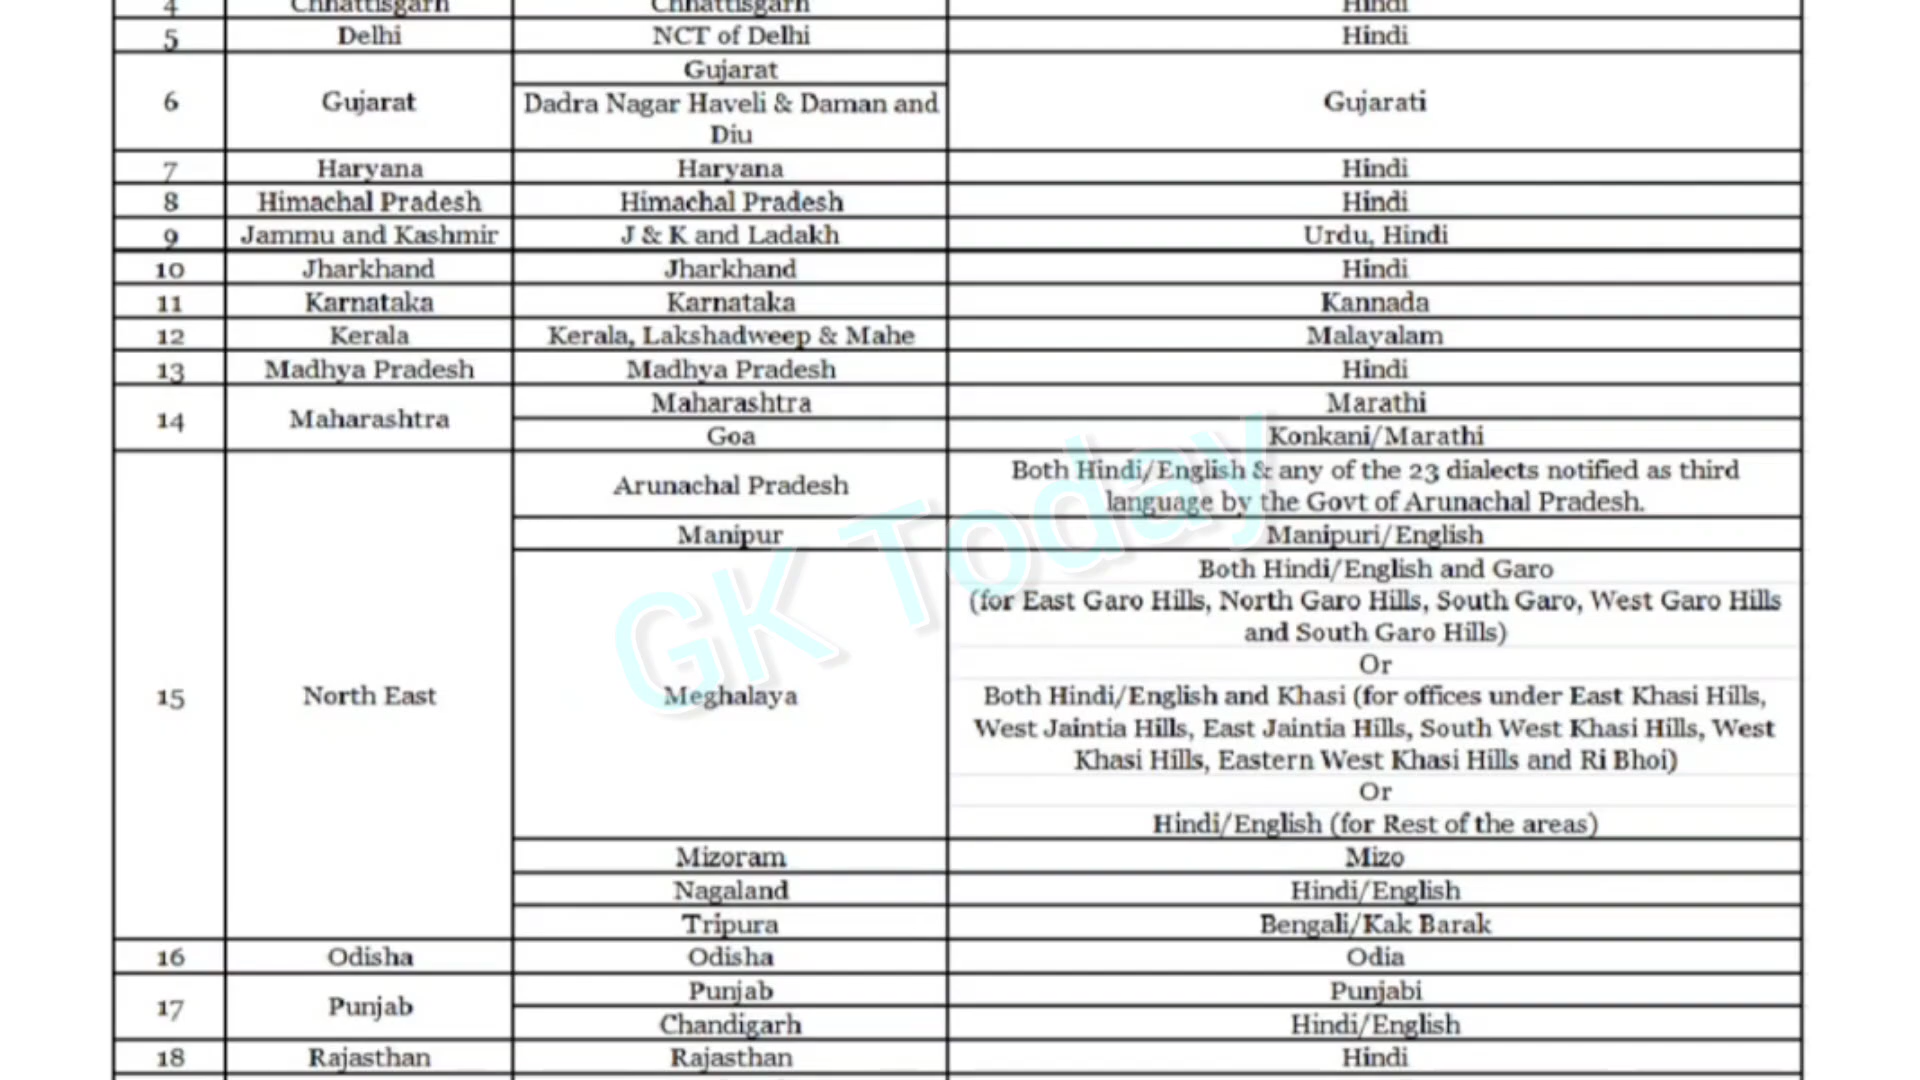 4 Chhattisgarh Chhattisgarh Hindi
5 Delhi NCT of Delhi Hindi
6 Gujarat Gujarat Gujarati
Dadra Nagar Haveli & Daman and
Diu
7 Haryana Haryana Hindi
8 Himachal Pradesh Himachal Pradesh Hindi
9 Jammu and Kashmir J & K and Ladakh Urdu, Hindi
10 Jharkhand Jharkhand Hindi
11 Karnataka Karnataka Kannada
12 Kerala Kerala, Lakshadweep & Mahe Malayalam
13 Madhya Pradesh Madhya Pradesh Hindi
14 Maharashtra Maharashtra Marathi
Goa Konkani/Marathi
15 North East
Arunachal Pradesh
Both Hindi/English & any of the 23 dialects notified as third
language by the Govt of Arunachal Pradesh.
Manipur Manipuri/English
Meghalaya
Both Hindi/English and Garo
(for East Garo Hills, North Garo Hills, South Garo, West Garo Hills
and South Garo Hills)
Or
Both Hindi/English and Khasi (for offices under East Khasi Hills,
West Jaintia Hills, East Jaintia Hills, South West Khasi Hills, West
Khasi Hills, Eastern West Khasi Hills and Ri Bhoi)
Or
Hindi/English (for Rest of the areas)
Mizoram Mizo
Nagaland Hindi/English
Tripura Bengali/Kak Barak
16 Odisha Odisha Odia
17 Punjab Punjab Punjabi
Chandigarh Hindi/English
18 Rajasthan Rajasthan Hindi
GK Today